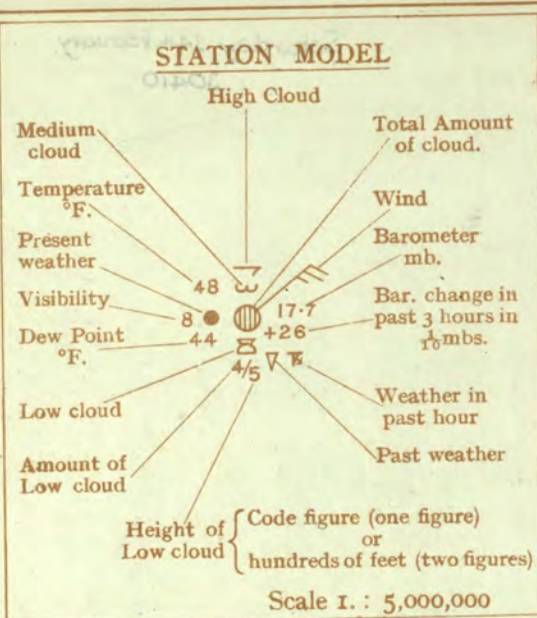 STATION MODEL
High Cloud
Medium
cloud
Total Amount
of cloud.
Temperature
°F.
Wind
Present
weather
Barometer
mb.
48
Visibility
8
17·7
Bar. change in
past 3 hours in
1/10 mbs.
Dew Point
°F.
44
+26
4/5
Low cloud
Weather in
past hour
Amount of
Low cloud
Past weather
Height of
Low cloud
Code figure (one figure)
or
hundreds of feet (two figures)
Scale 1. : 5,000,000